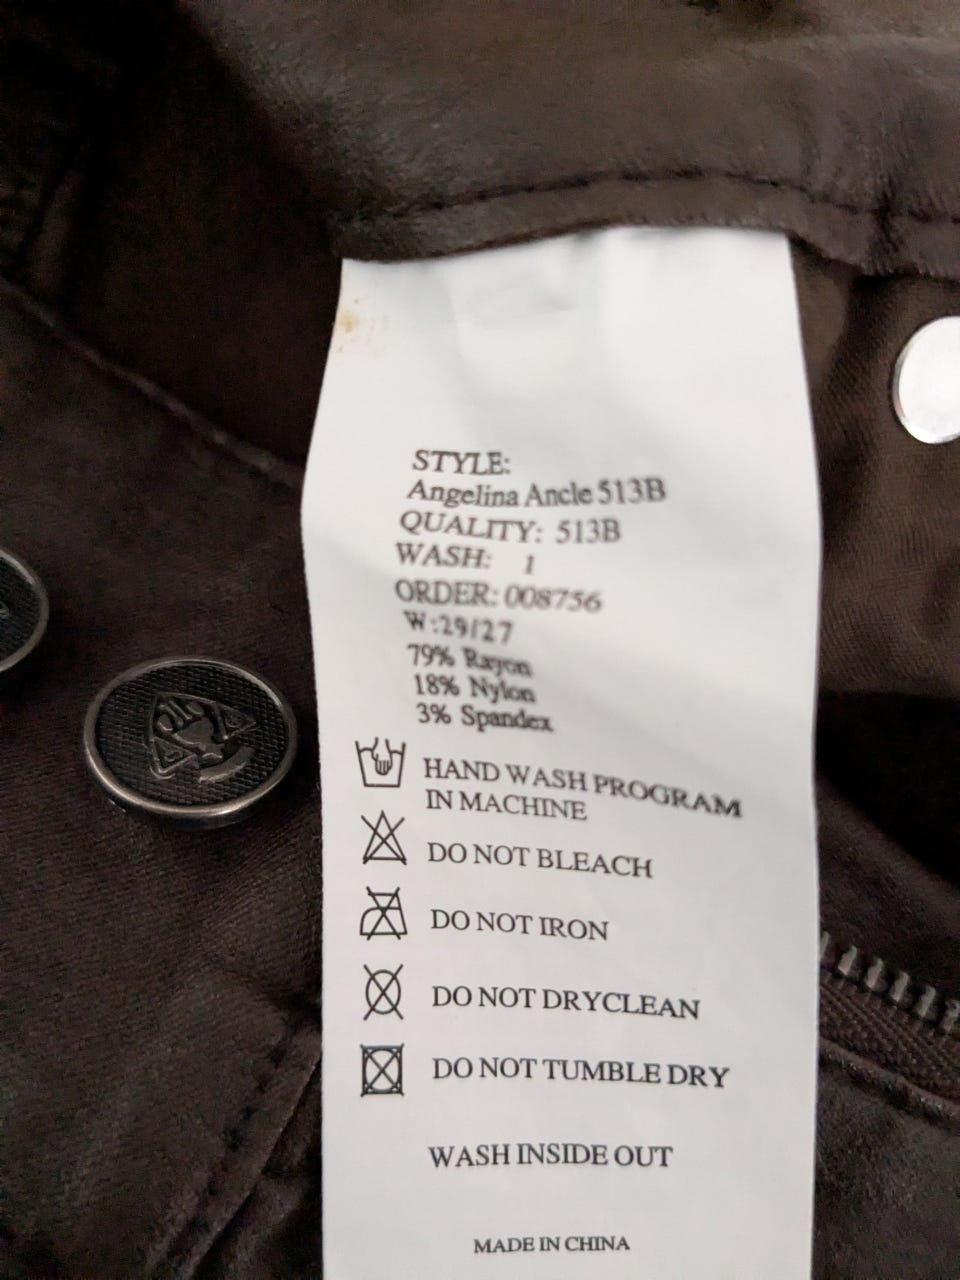 STYLE:
Angelina Ancle 513B
QUALITY: 513B
WASH: 1
ORDER: 008756
W:29/27
79% Rayon
18% Nylon
3% Spandex
HAND WASH PROGRAM
IN MACHINE
DO NOT BLEACH
DO NOT IRON
DO NOT DRYCLEAN
DO NOT TUMBLE DRY
WASH INSIDE OUT
MADE IN CHINA